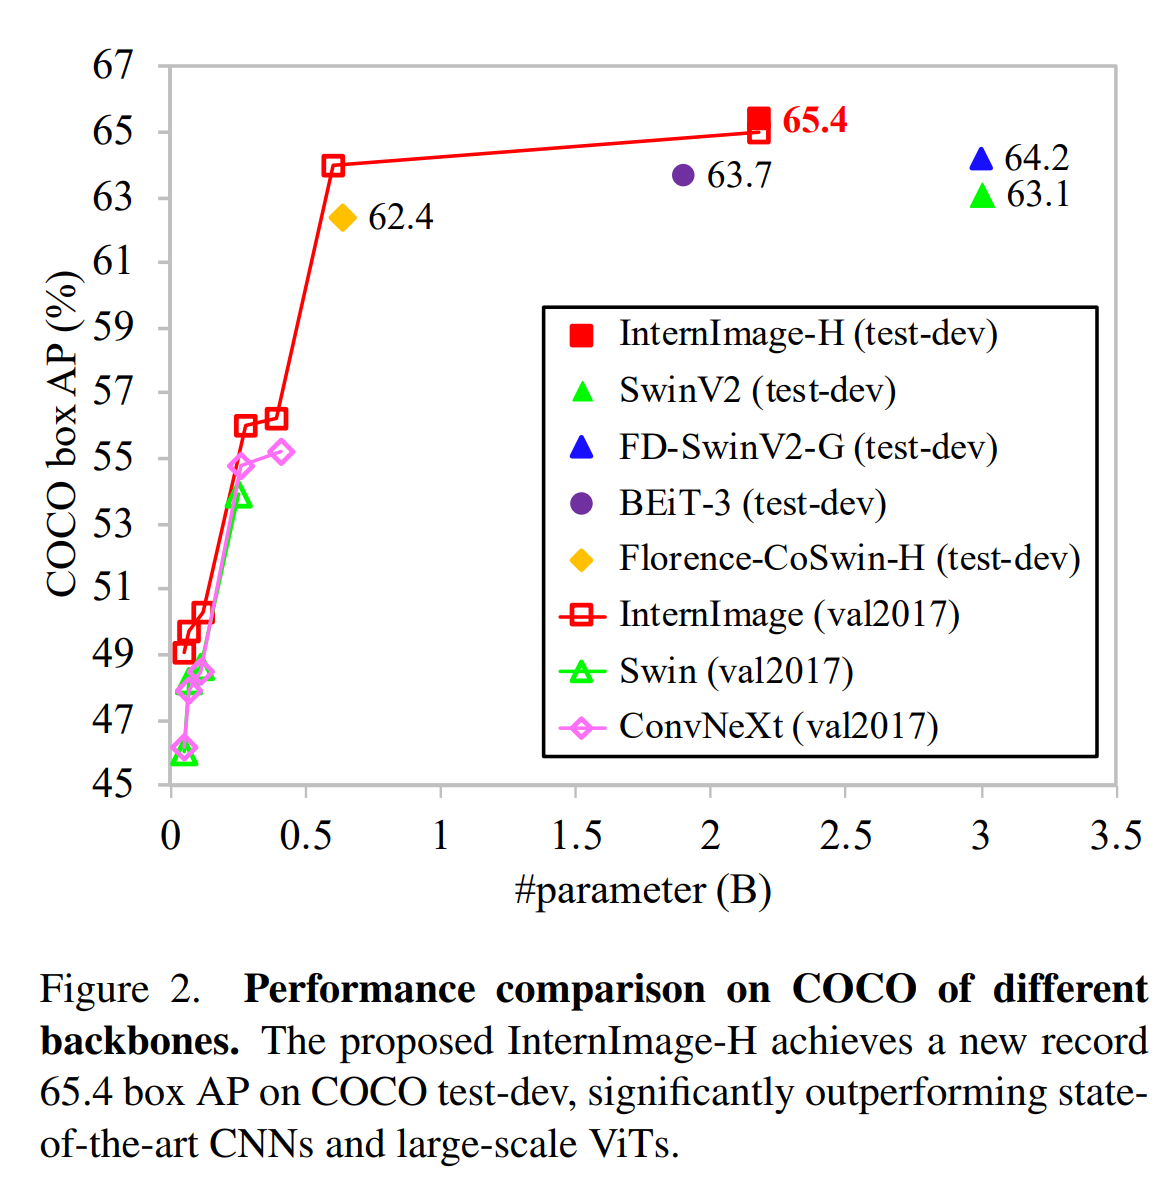 67
65
63
61
59
57
55
53
51
49
47
45
COCO box AP (%)
65.4
63.7
64.2
63.1
62.4
InternImage-H (test-dev)
SwinV2 (test-dev)
FD-SwinV2-G (test-dev)
BEiT-3 (test-dev)
Florence-CoSwin-H (test-dev)
InternImage (val2017)
Swin (val2017)
ConvNeXt (val2017)
0 0.5 1 1.5 2 2.5 3 3.5
#parameter (B)
Figure 2. Performance comparison on COCO of different
backbones. The proposed InternImage-H achieves a new record
65.4 box AP on COCO test-dev, significantly outperforming state-
of-the-art CNNs and large-scale ViTs.